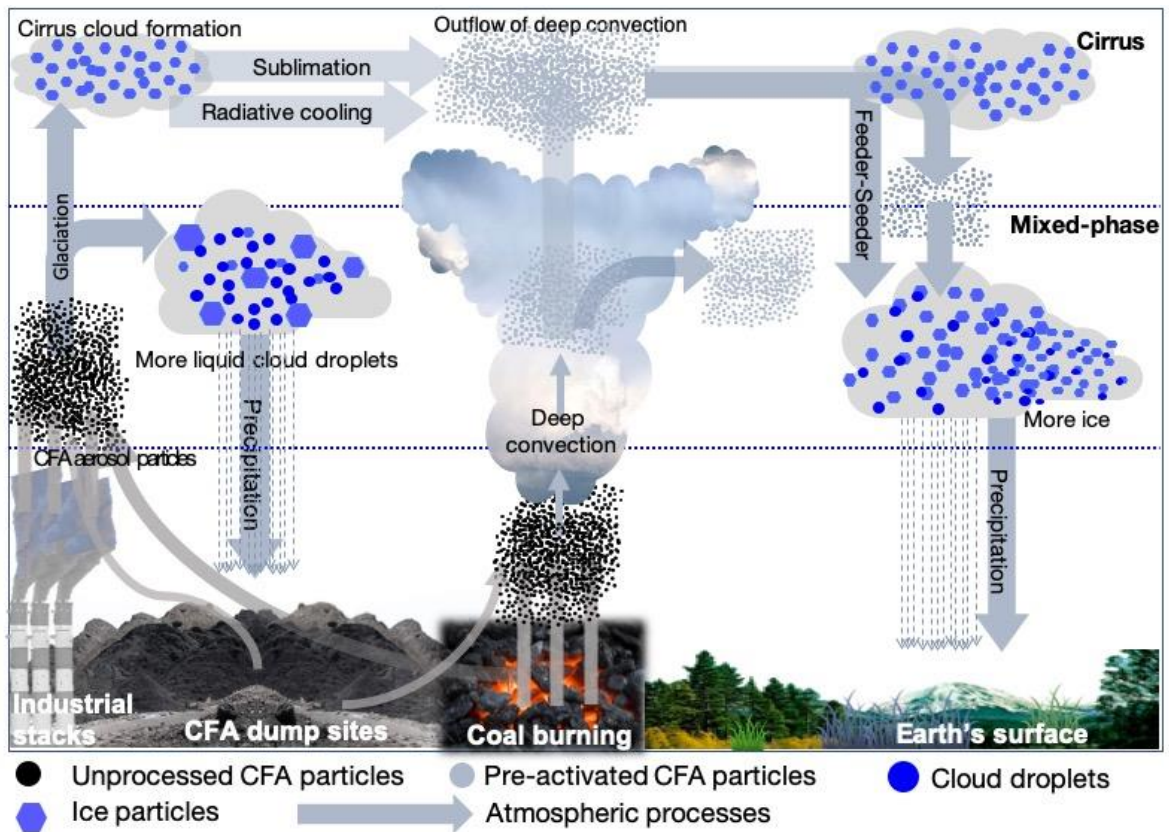 Cirrus cloud formation
Outflow of deep convection
Cirrus
Sublimation
Radiative cooling
Feeder-Seeder
Mixed-phase
Glaciation
More liquid cloud droplets
Precipitation
Deep
convection
More ice
Precipitation
CFA aerosol particles
Industrial
stacks
CFA dump sites
Coal burning
Earth's surface
Unprocessed CFA particles
Pre-activated CFA particles
Cloud droplets
Ice particles
Atmospheric processes